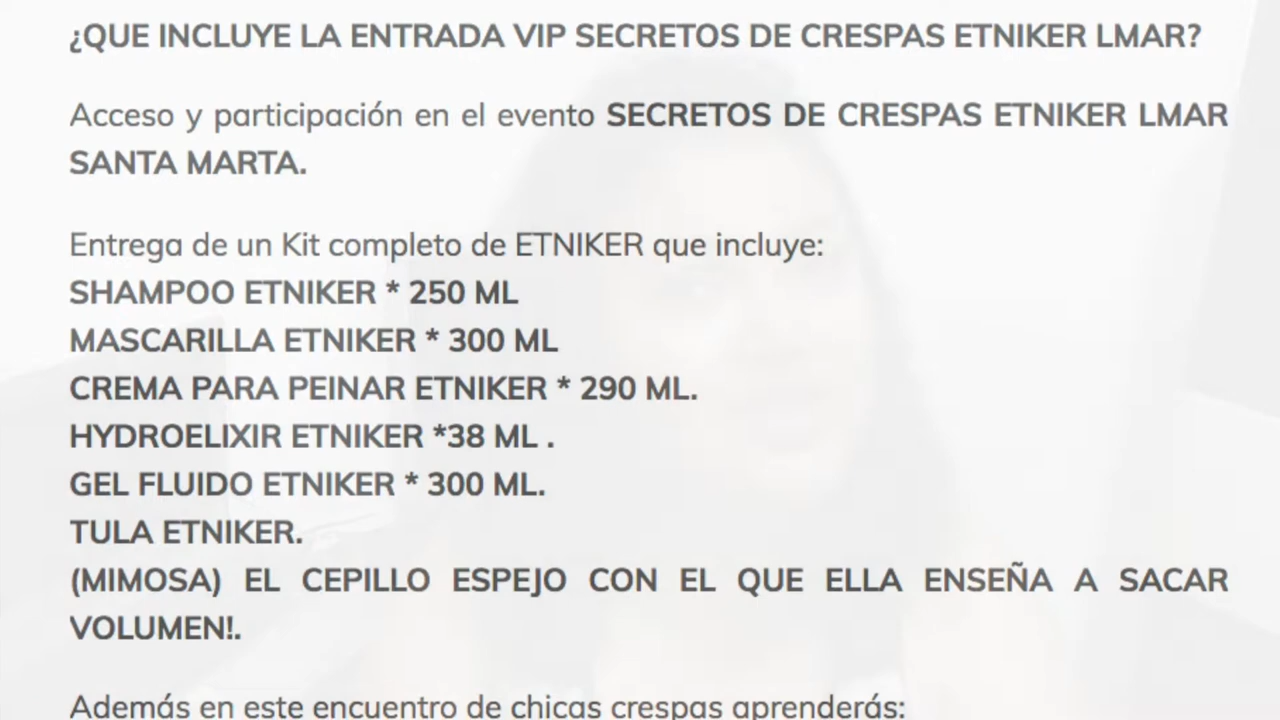 ¿QUE INCLUYE LA ENTRADA VIP SECRETOS DE CRESPAS ETNIKER LMAR?
Acceso y participación en el evento SECRETOS DE CRESPAS ETNIKER LMAR
SANTA MARTA.
Entrega de un Kit completo de ETNIKER que incluye:
SHAMPOO ETNIKER * 250 ML
MASCARILLA ETNIKER * 300 ML
CREMA PARA PEINAR ETNIKER * 290 ML.
HYDROELIXIR ETNIKER *38 ML .
GEL FLUIDO ETNIKER * 300 ML.
TULA ETNIKER.
(MIMOSA) EL CEPILLO ESPEJO CON EL QUE ELLA ENSEÑA A SACAR
VOLUMEN!.
Además en este encuentro de chicas crespas aprenderás: